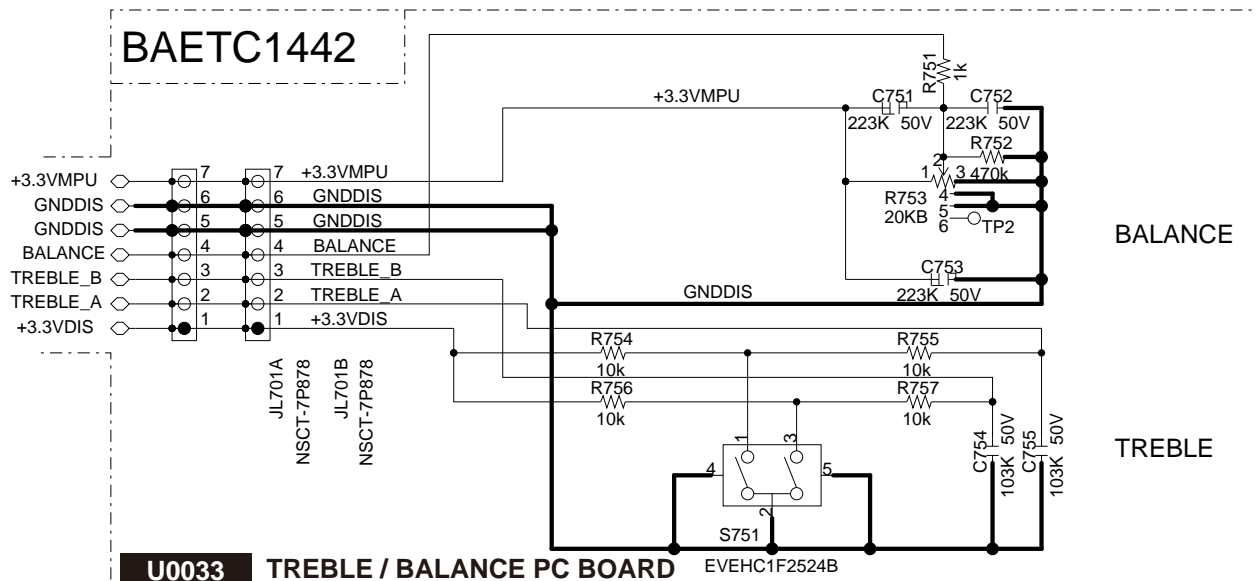 BAETC1442
R751
1k
+3.3VMPU
C751
C752
223K 50V
223K 50V
R752
470k
1
2
3
4
5
6
R753
20KB
TP2
BALANCE
+3.3VMPU
7
7
+3.3VMPU
GNDDIS
6
6
GNDDIS
GNDDIS
5
5
GNDDIS
BALANCE
4
4
BALANCE
TREBLE_B
3
3
TREBLE_B
TREBLE_A
2
2
TREBLE_A
+3.3VDIS
1
1
+3.3VDIS
C753
223K 50V
GNDDIS
JL701A
NSCT-7P878
JL701B
NSCT-7P878
R754
10k
R755
10k
R756
10k
R757
10k
C754
103K 50V
C755
103K 50V
TREBLE
1
3
4
5
2
S751
EVEHC1F2524B
U0033 TREBLE / BALANCE PC BOARD